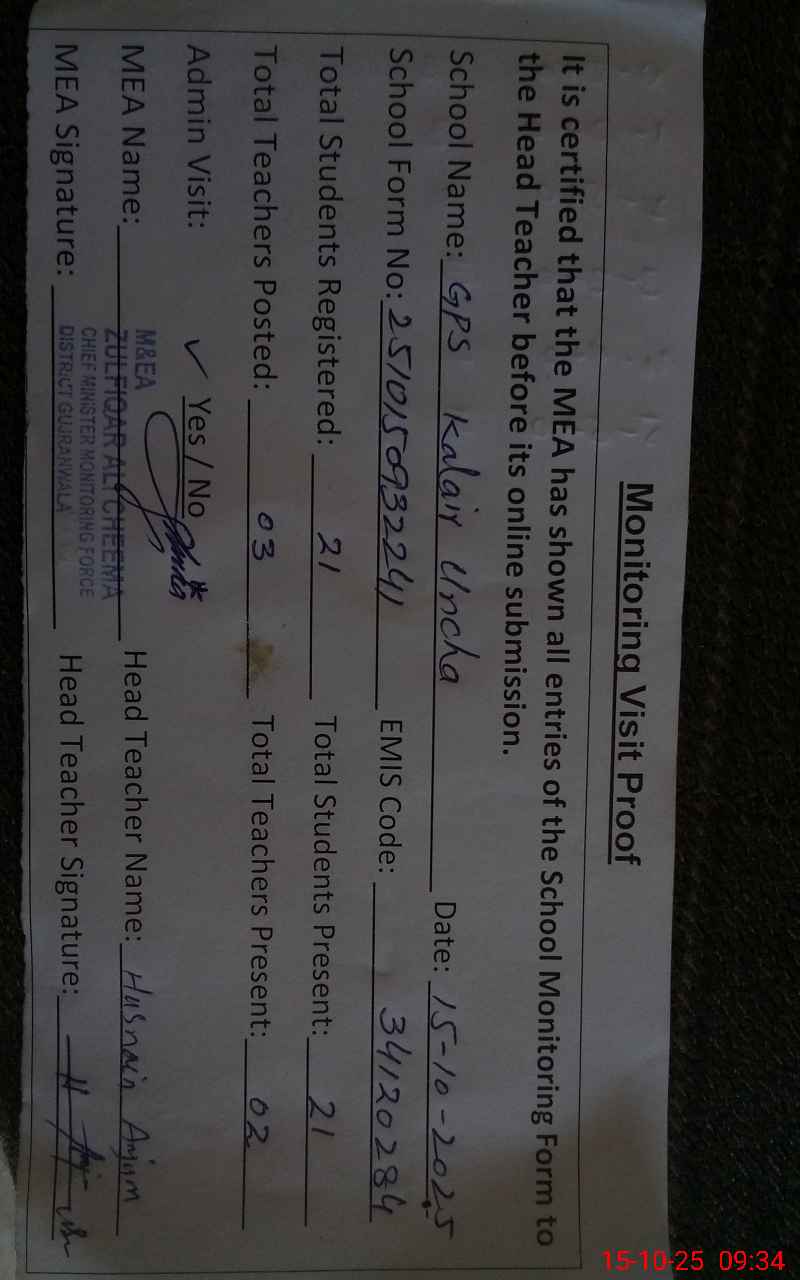 Monitoring Visit Proof
It is certified that the MEA has shown all entries of the School Monitoring Form to
the Head Teacher before its online submission.
School Name: GPS Kalair Uncha Date: 15-10-2025
School Form No: 251015093224 EMIS Code: 34120284
Total Students Registered: 21 Total Students Present: 21
Total Teachers Posted: 03 Total Teachers Present: 02
Admin Visit: ✓ Yes / No
M&EA
MEA Name: ZULFIQAR ALI CHEEMA Head Teacher Name: Husnain Anjum
CHIEF MINISTER MONITORING FORCE
MEA Signature: DISTRICT GUJRANWALA Head Teacher Signature:
15-10-25 09:34